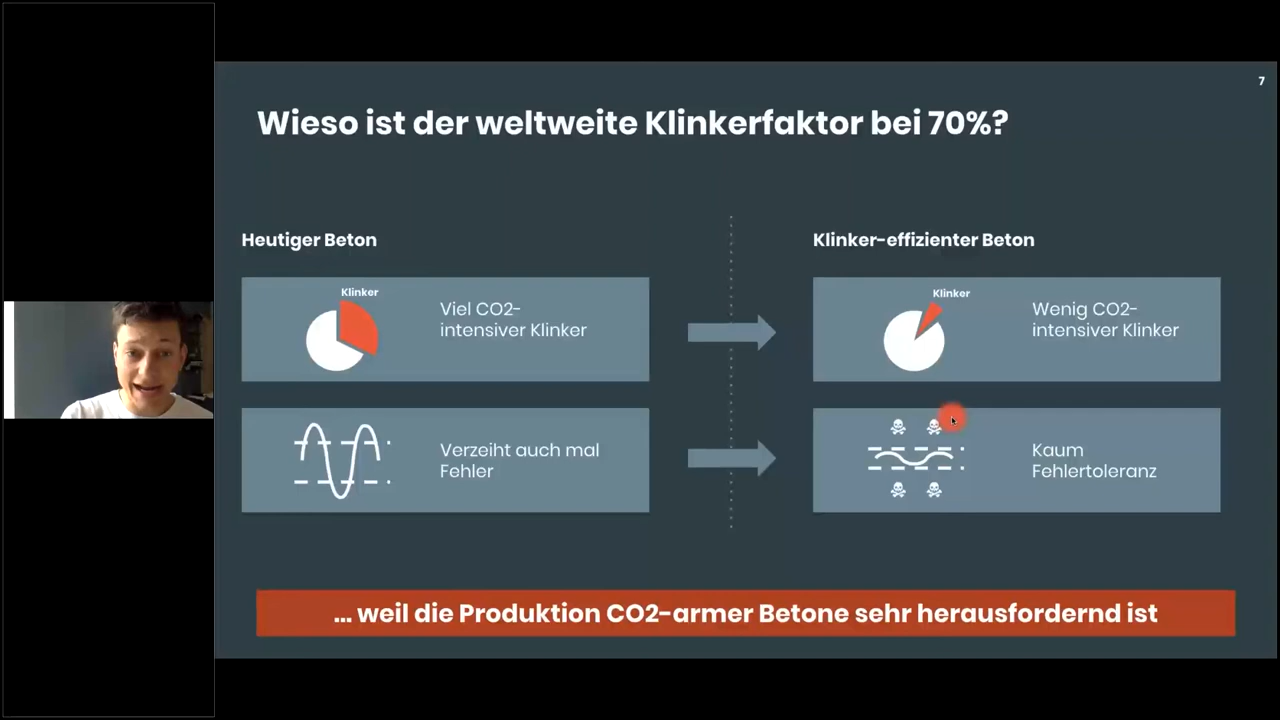 7
Wieso ist der weltweite Klinkerfaktor bei 70%?
Heutiger Beton
Klinker
Viel CO2-
intensiver Klinker
Verzeiht auch mal
Fehler
Klinker-effizienter Beton
Klinker
Wenig CO2-
intensiver Klinker
Kaum
Fehlertoleranz
... weil die Produktion CO2-armer Betone sehr herausfordernd ist